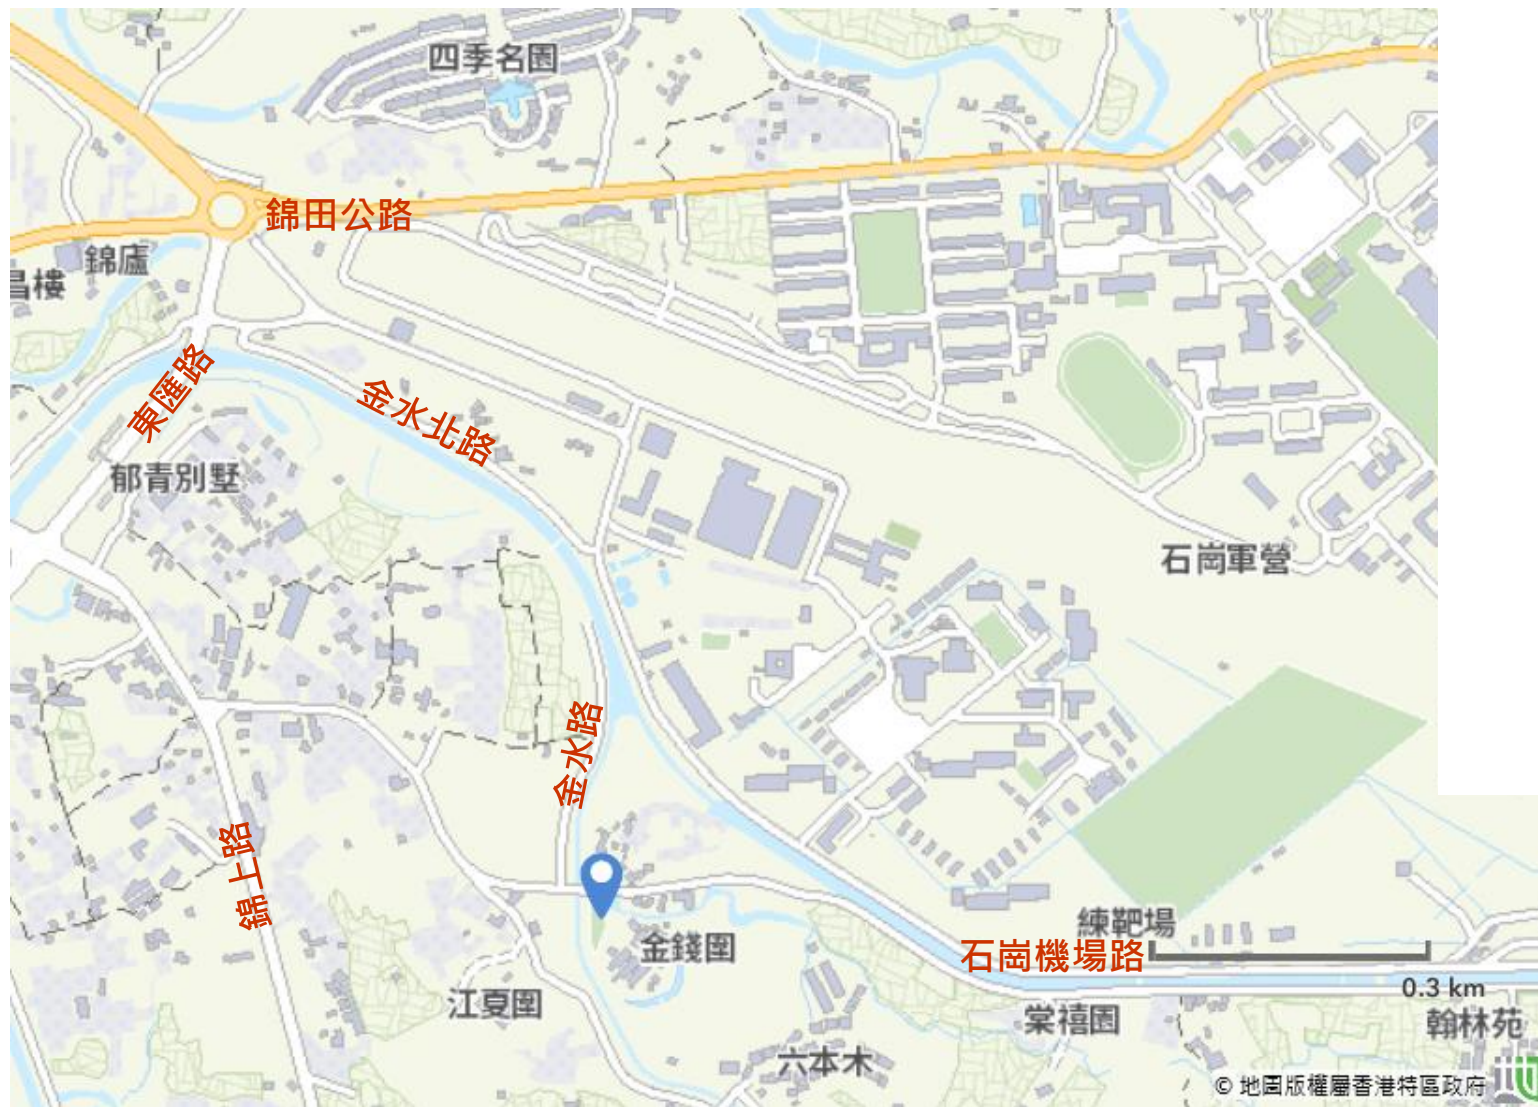 四季名園
錦田公路
錦廬
昌樓
東匯路
金水北路
郁青別墅
石崗軍營
金水路
錦上路
練靶場
金錢圍
石崗機場路
0.3 km
江夏圍
棠禧園
翰林苑
六本木
© 地圖版權屬香港特區政府